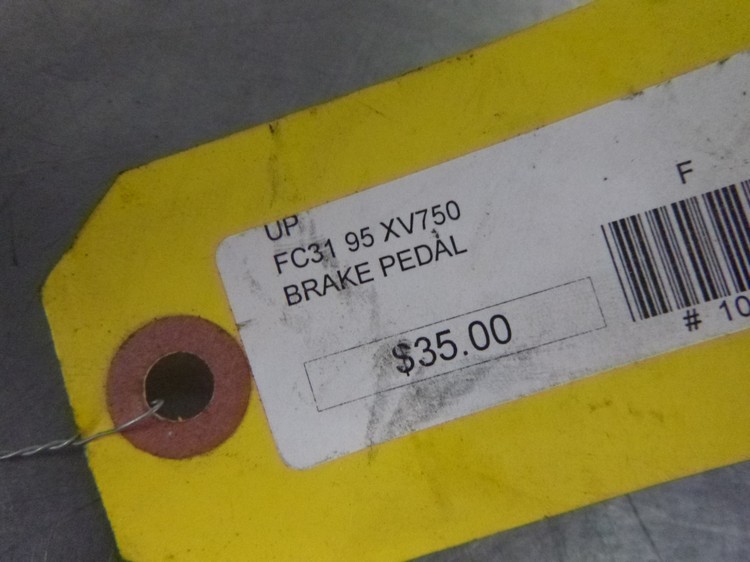 UP
FC31 95 XV750
BRAKE PEDAL
$35.00
F
# 10